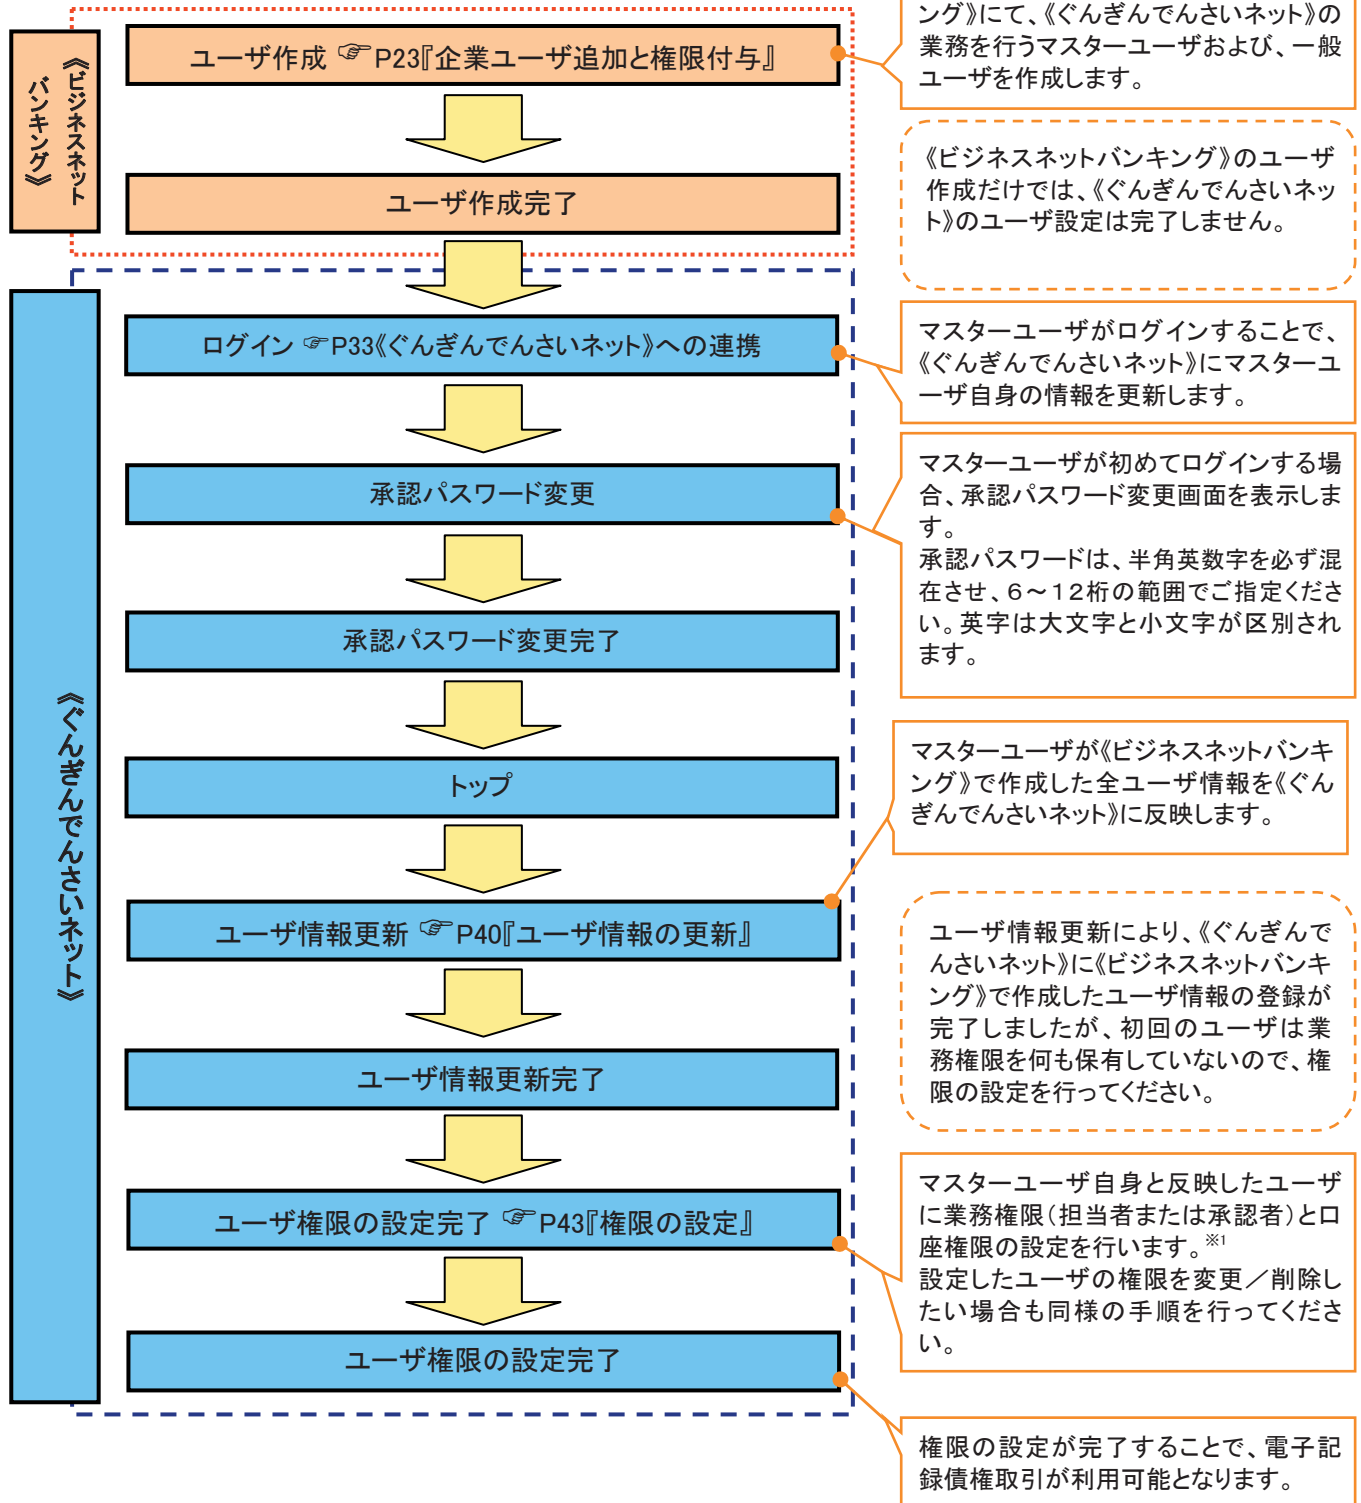 《ビジネスネット
バンキング》
ユーザ作成 ☞P23『企業ユーザ追加と権限付与』
ング》にて、《ぐんぎんでんさいネット》の
業務を行うマスターユーザおよび、一般
ユーザを作成します。
《ビジネスネットバンキング》のユーザ
作成だけでは、《ぐんぎんでんさいネッ
ト》のユーザ設定は完了しません。
ユーザ作成完了
《ぐんぎんでんさいネット》
ログイン ☞P33《ぐんぎんでんさいネット》への連携
マスターユーザがログインすることで、
《ぐんぎんでんさいネット》にマスターユ
ーザ自身の情報を更新します。
承認パスワード変更
マスターユーザが初めてログインする場
合、承認パスワード変更画面を表示しま
す。
承認パスワードは、半角英数字を必ず混
在させ、６～１２桁の範囲でご指定くださ
い。英字は大文字と小文字が区別され
ます。
承認パスワード変更完了
トップ
マスターユーザが《ビジネスネットバンキ
ング》で作成した全ユーザ情報を《ぐん
ぎんでんさいネット》に反映します。
ユーザ情報更新 ☞P40『ユーザ情報の更新』
ユーザ情報更新により、《ぐんぎんで
んさいネット》に《ビジネスネットバンキ
ング》で作成したユーザ情報の登録が
完了しましたが、初回のユーザは業
務権限を何も保有していないので、権
限の設定を行ってください。
ユーザ情報更新完了
ユーザ権限の設定完了 ☞P43『権限の設定』
マスターユーザ自身と反映したユーザ
に業務権限（担当者または承認者）と口
座権限の設定を行います。※1
設定したユーザの権限を変更／削除し
たい場合も同様の手順を行ってくださ
い。
ユーザ権限の設定完了
権限の設定が完了することで、電子記
録債権取引が利用可能となります。